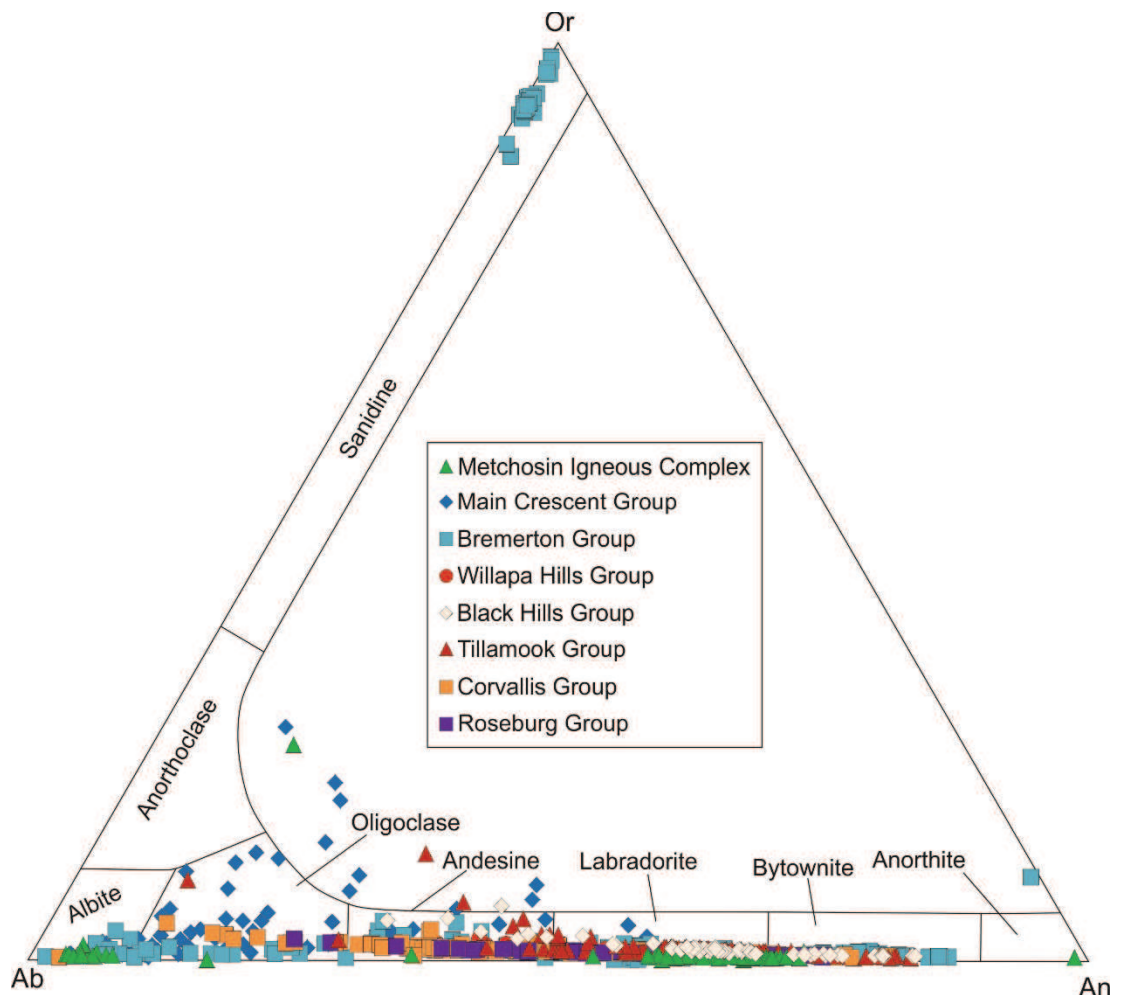 Or
Sanidine
Metchosin Igneous Complex
Main Crescent Group
Bremerton Group
Willapa Hills Group
Black Hills Group
Tillamook Group
Corvallis Group
Roseburg Group
Anorthoclase
Oligoclase
Andesine
Labradorite
Bytownite
Anorthite
Albite
Ab
An